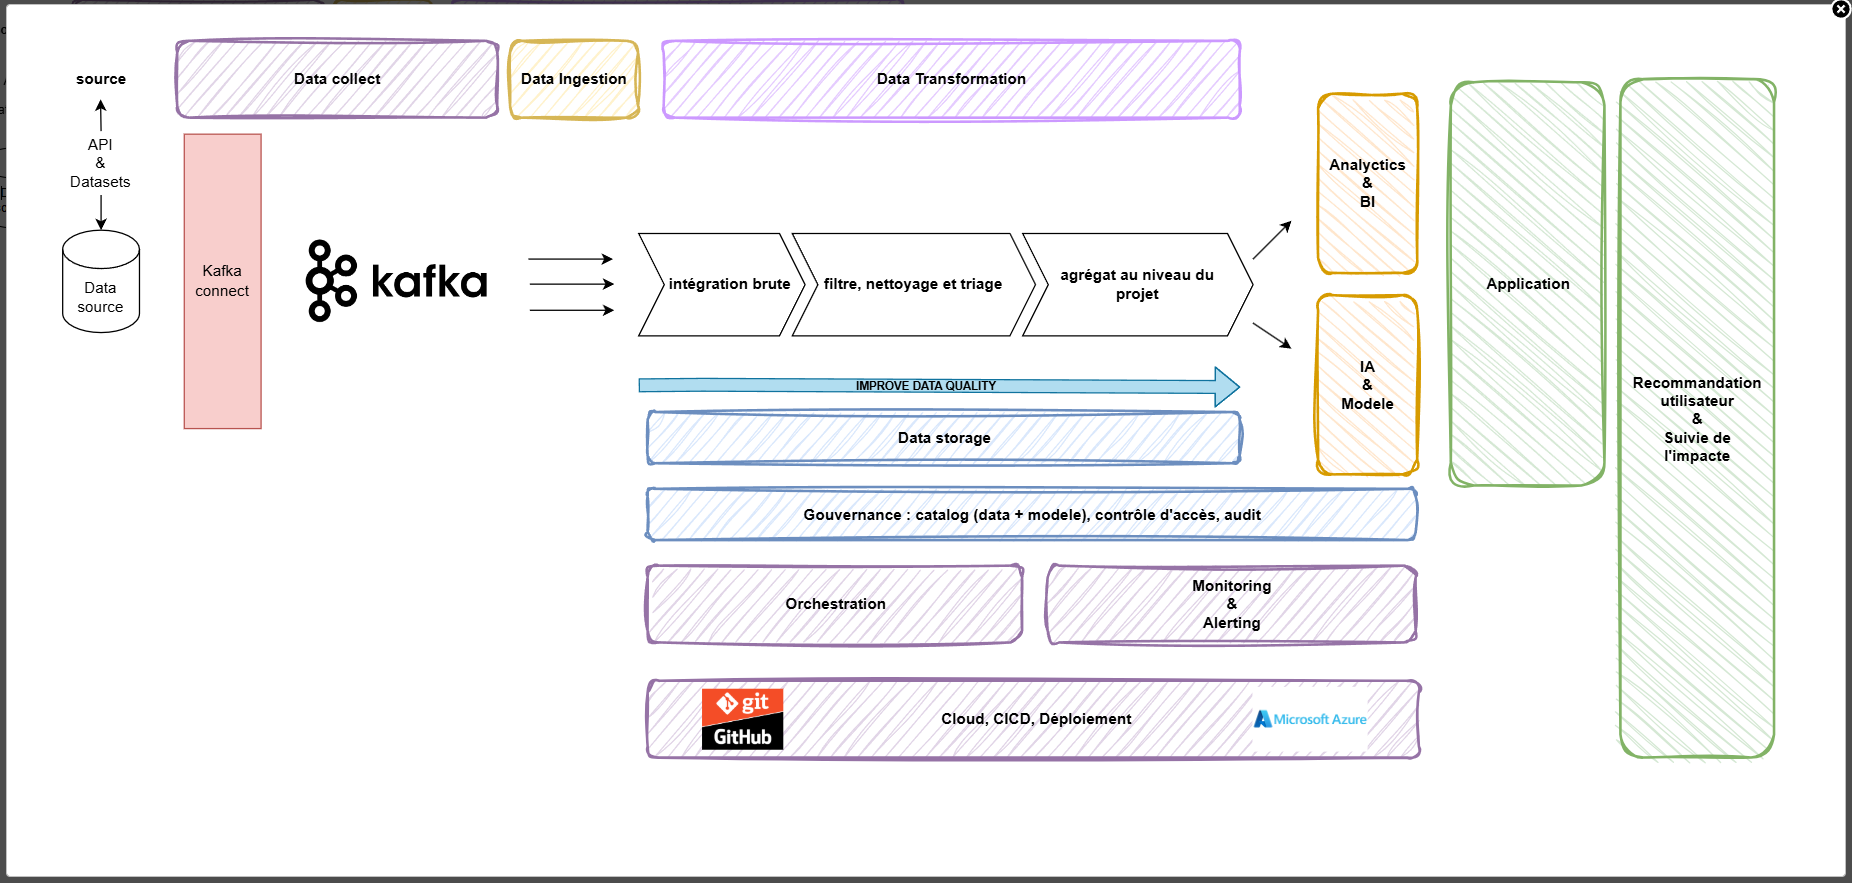 source
API
&
Datasets
Data
source
Data collect
Data Ingestion
Data Transformation
Kafka
connect
kafka
intégration brute
filtre, nettoyage et triage
agrégat au niveau du
projet
IMPROVE DATA QUALITY
Data storage
Gouvernance : catalog (data + modele), contrôle d'accès, audit
Orchestration
Monitoring
&
Alerting
git
GitHub
Cloud, CICD, Déploiement
Microsoft Azure
Analyctics
&
BI
IA
&
Modele
Application
Recommandation
utilisateur
&
Suivie de
l'impacte